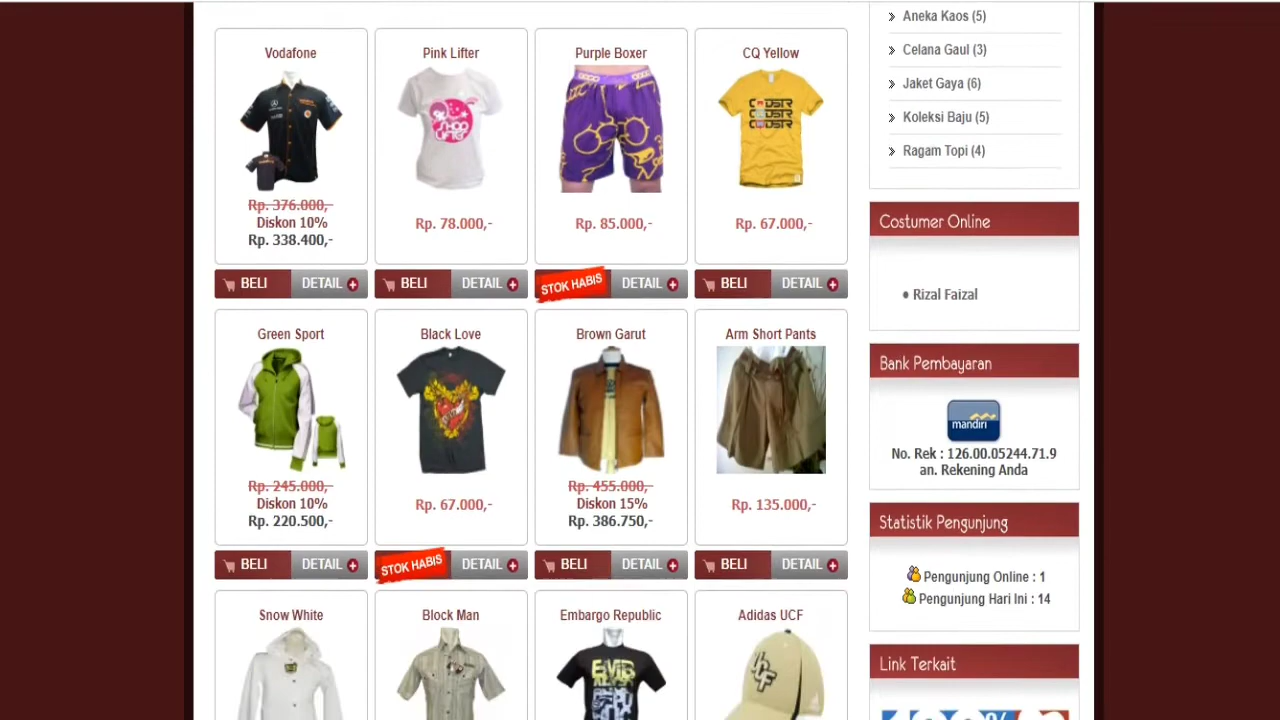 Vodafone
Rp. 376.000,-
Diskon 10%
Rp. 338.400,-
BELI
DETAIL
Pink Lifter
SHOP
LIFTER
Rp. 78.000,-
BELI
DETAIL
Purple Boxer
Rp. 85.000,-
STOK HABIS
DETAIL
CQ Yellow
Rp. 67.000,-
BELI
DETAIL
Green Sport
Rp. 245.000,-
Diskon 10%
Rp. 220.500,-
BELI
DETAIL
Black Love
Rp. 67.000,-
STOK HABIS
DETAIL
Brown Garut
Rp. 455.000,-
Diskon 15%
Rp. 386.750,-
BELI
DETAIL
Arm Short Pants
Rp. 135.000,-
BELI
DETAIL
Snow White
Block Man
Embargo Republic
EMB
Adidas UCF
UCF
Aneka Kaos (5)
Celana Gaul (3)
Jaket Gaya (6)
Koleksi Baju (5)
Ragam Topi (4)
Costumer Online
• Rizal Faizal
Bank Pembayaran
mandiri
No. Rek : 126.00.05244.71.9
an. Rekening Anda
Statistik Pengunjung
Pengunjung Online : 1
Pengunjung Hari Ini : 14
Link Terkait